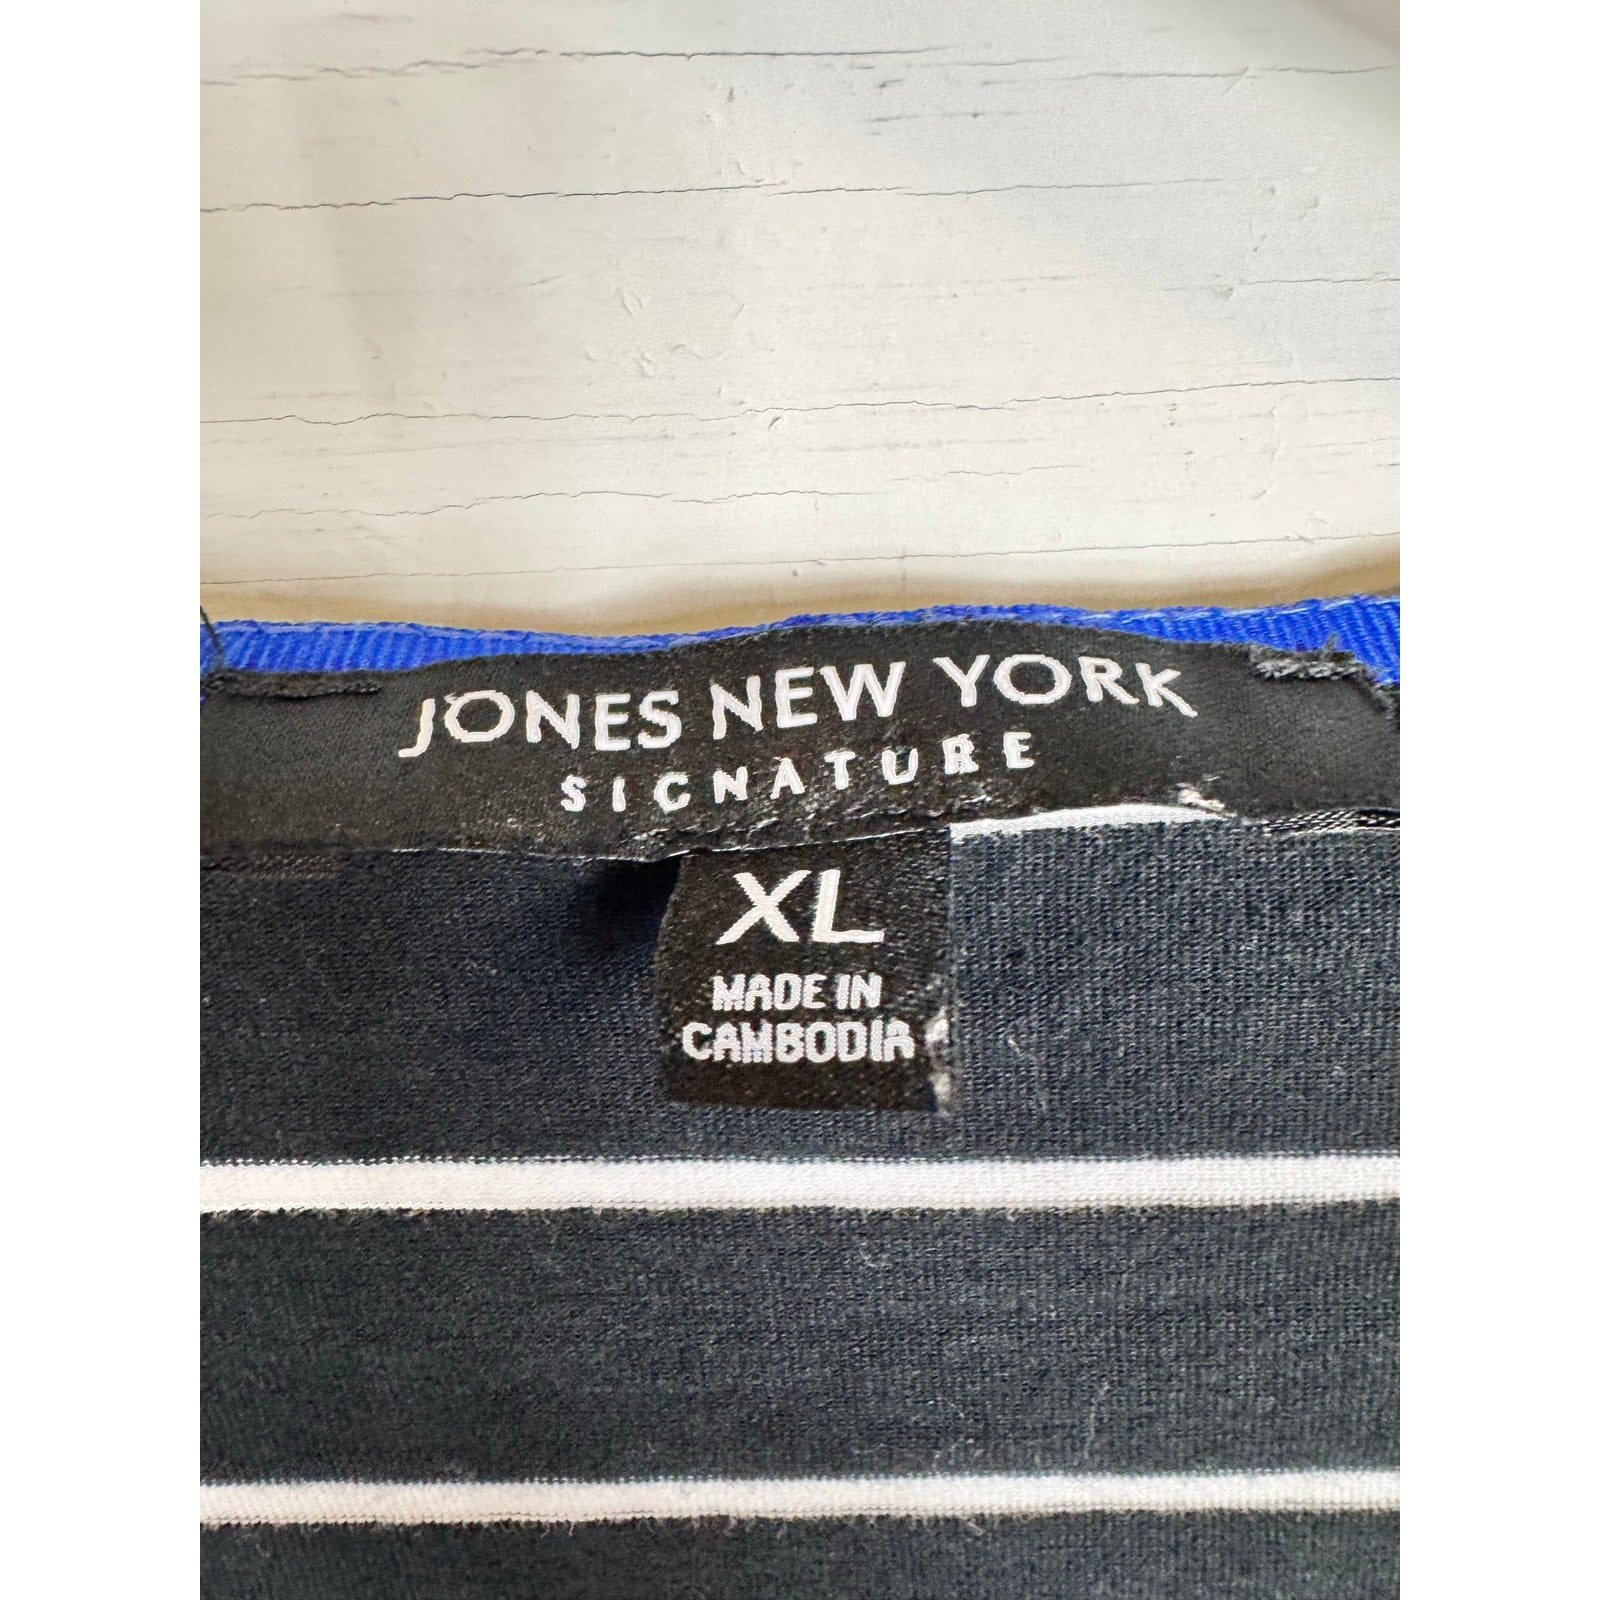 JONES NEW YORK
SIGNATURE
XL
MADE IN
CAMBODIA